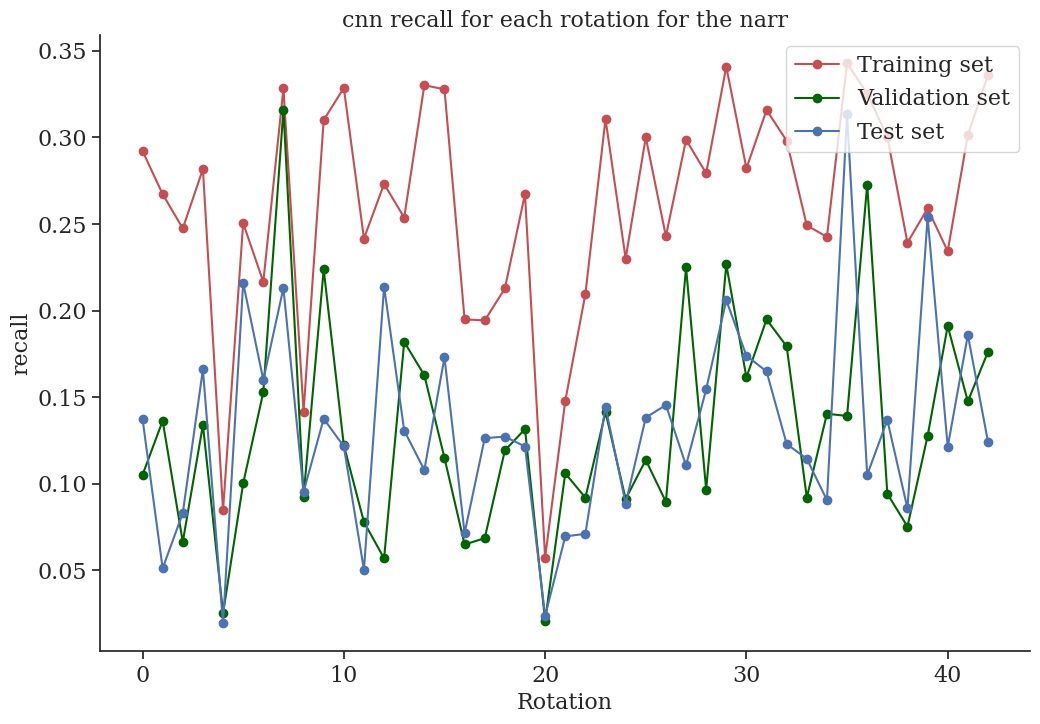 cnn recall for each rotation for the narr
0.35
0.30
0.25
0.20
0.15
0.10
0.05
recall
0
10
20
30
40
Rotation
Training set
Validation set
Test set